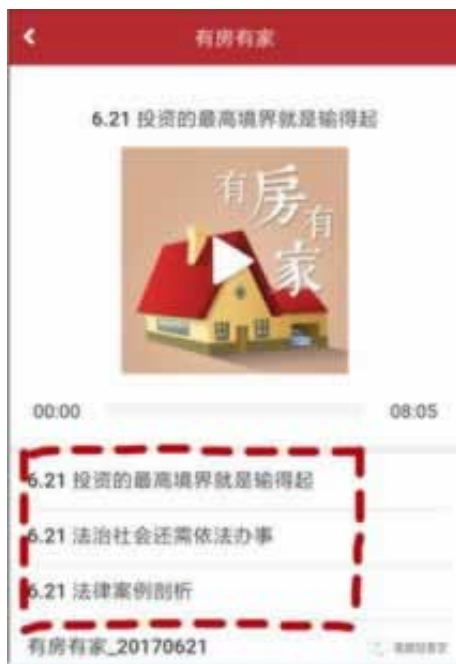 有房有家
6.21 投资的最高境界就是输得起
有房有家
00:00
08:05
6.21 投资的最高境界就是输得起
6.21 法治社会还需依法办事
6.21 法律案例剖析
有房有家_20170621